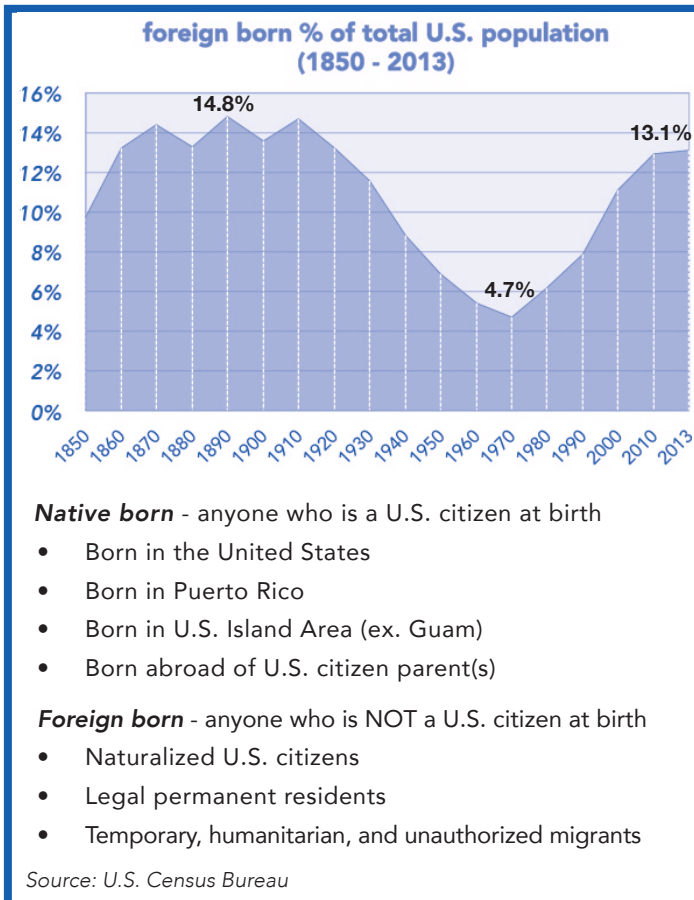 foreign born % of total U.S. population
(1850 - 2013)
16%
14%
12%
10%
8%
6%
4%
2%
0%
14.8%
4.7%
13.1%
1850
1860
1870
1880
1890
1900
1910
1920
1930
1940
1950
1960
1970
1980
1990
2000
2010
2013
Native born - anyone who is a U.S. citizen at birth
• Born in the United States
• Born in Puerto Rico
• Born in U.S. Island Area (ex. Guam)
• Born abroad of U.S. citizen parent(s)
Foreign born - anyone who is NOT a U.S. citizen at birth
• Naturalized U.S. citizens
• Legal permanent residents
• Temporary, humanitarian, and unauthorized migrants
Source: U.S. Census Bureau